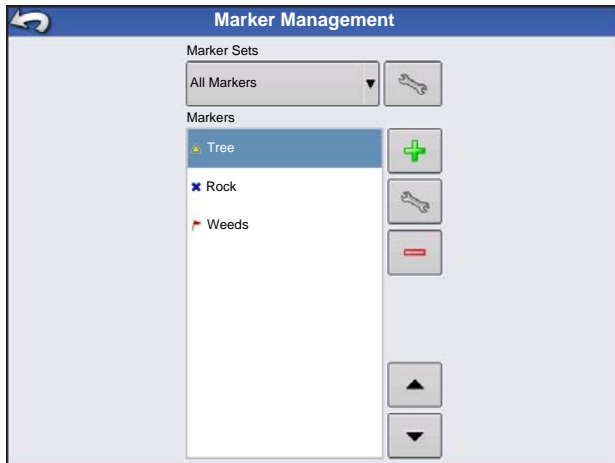 Marker Management
Marker Sets
All Markers
Markers
Tree
Rock
Weeds